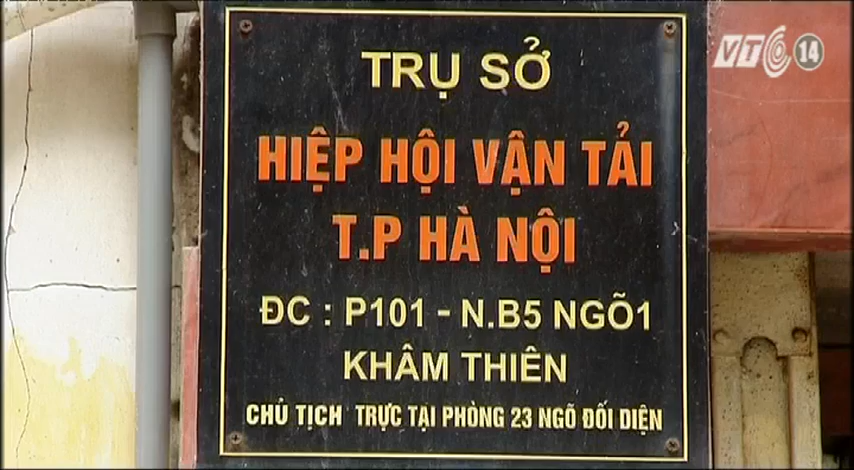 VTC 14
TRỤ SỞ
HIỆP HỘI VẬN TẢI
T.P HÀ NỘI
ĐC : P101 - N.B5 NGÕ1
KHÂM THIÊN
CHỦ TỊCH TRỰC TẠI PHÒNG 23 NGÕ ĐỐI DIỆN